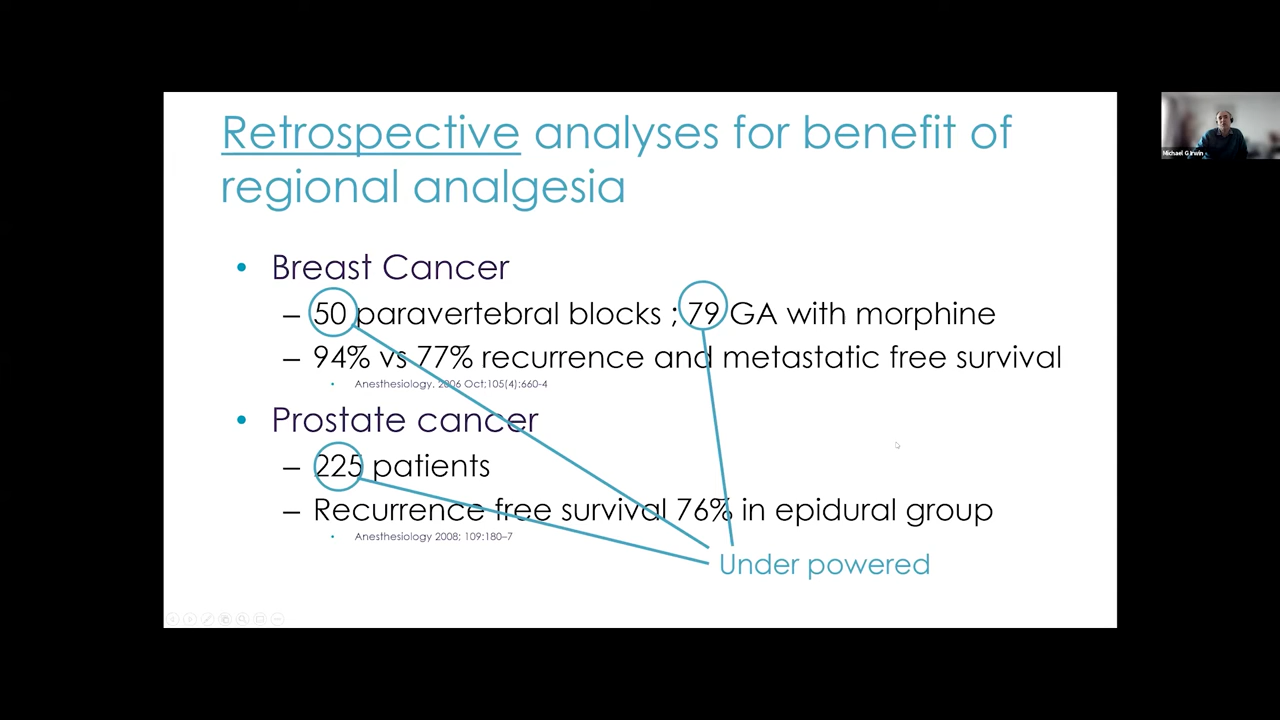 Retrospective analyses for benefit of
regional analgesia
• Breast Cancer
– 50 paravertebral blocks ; 79 GA with morphine
– 94% vs 77% recurrence and metastatic free survival
• Anesthesiology. 2006 Oct;105(4):660-4
• Prostate cancer
– 225 patients
– Recurrence free survival 76% in epidural group
• Anesthesiology 2008; 109:180–7
Under powered
Michael G Irwin